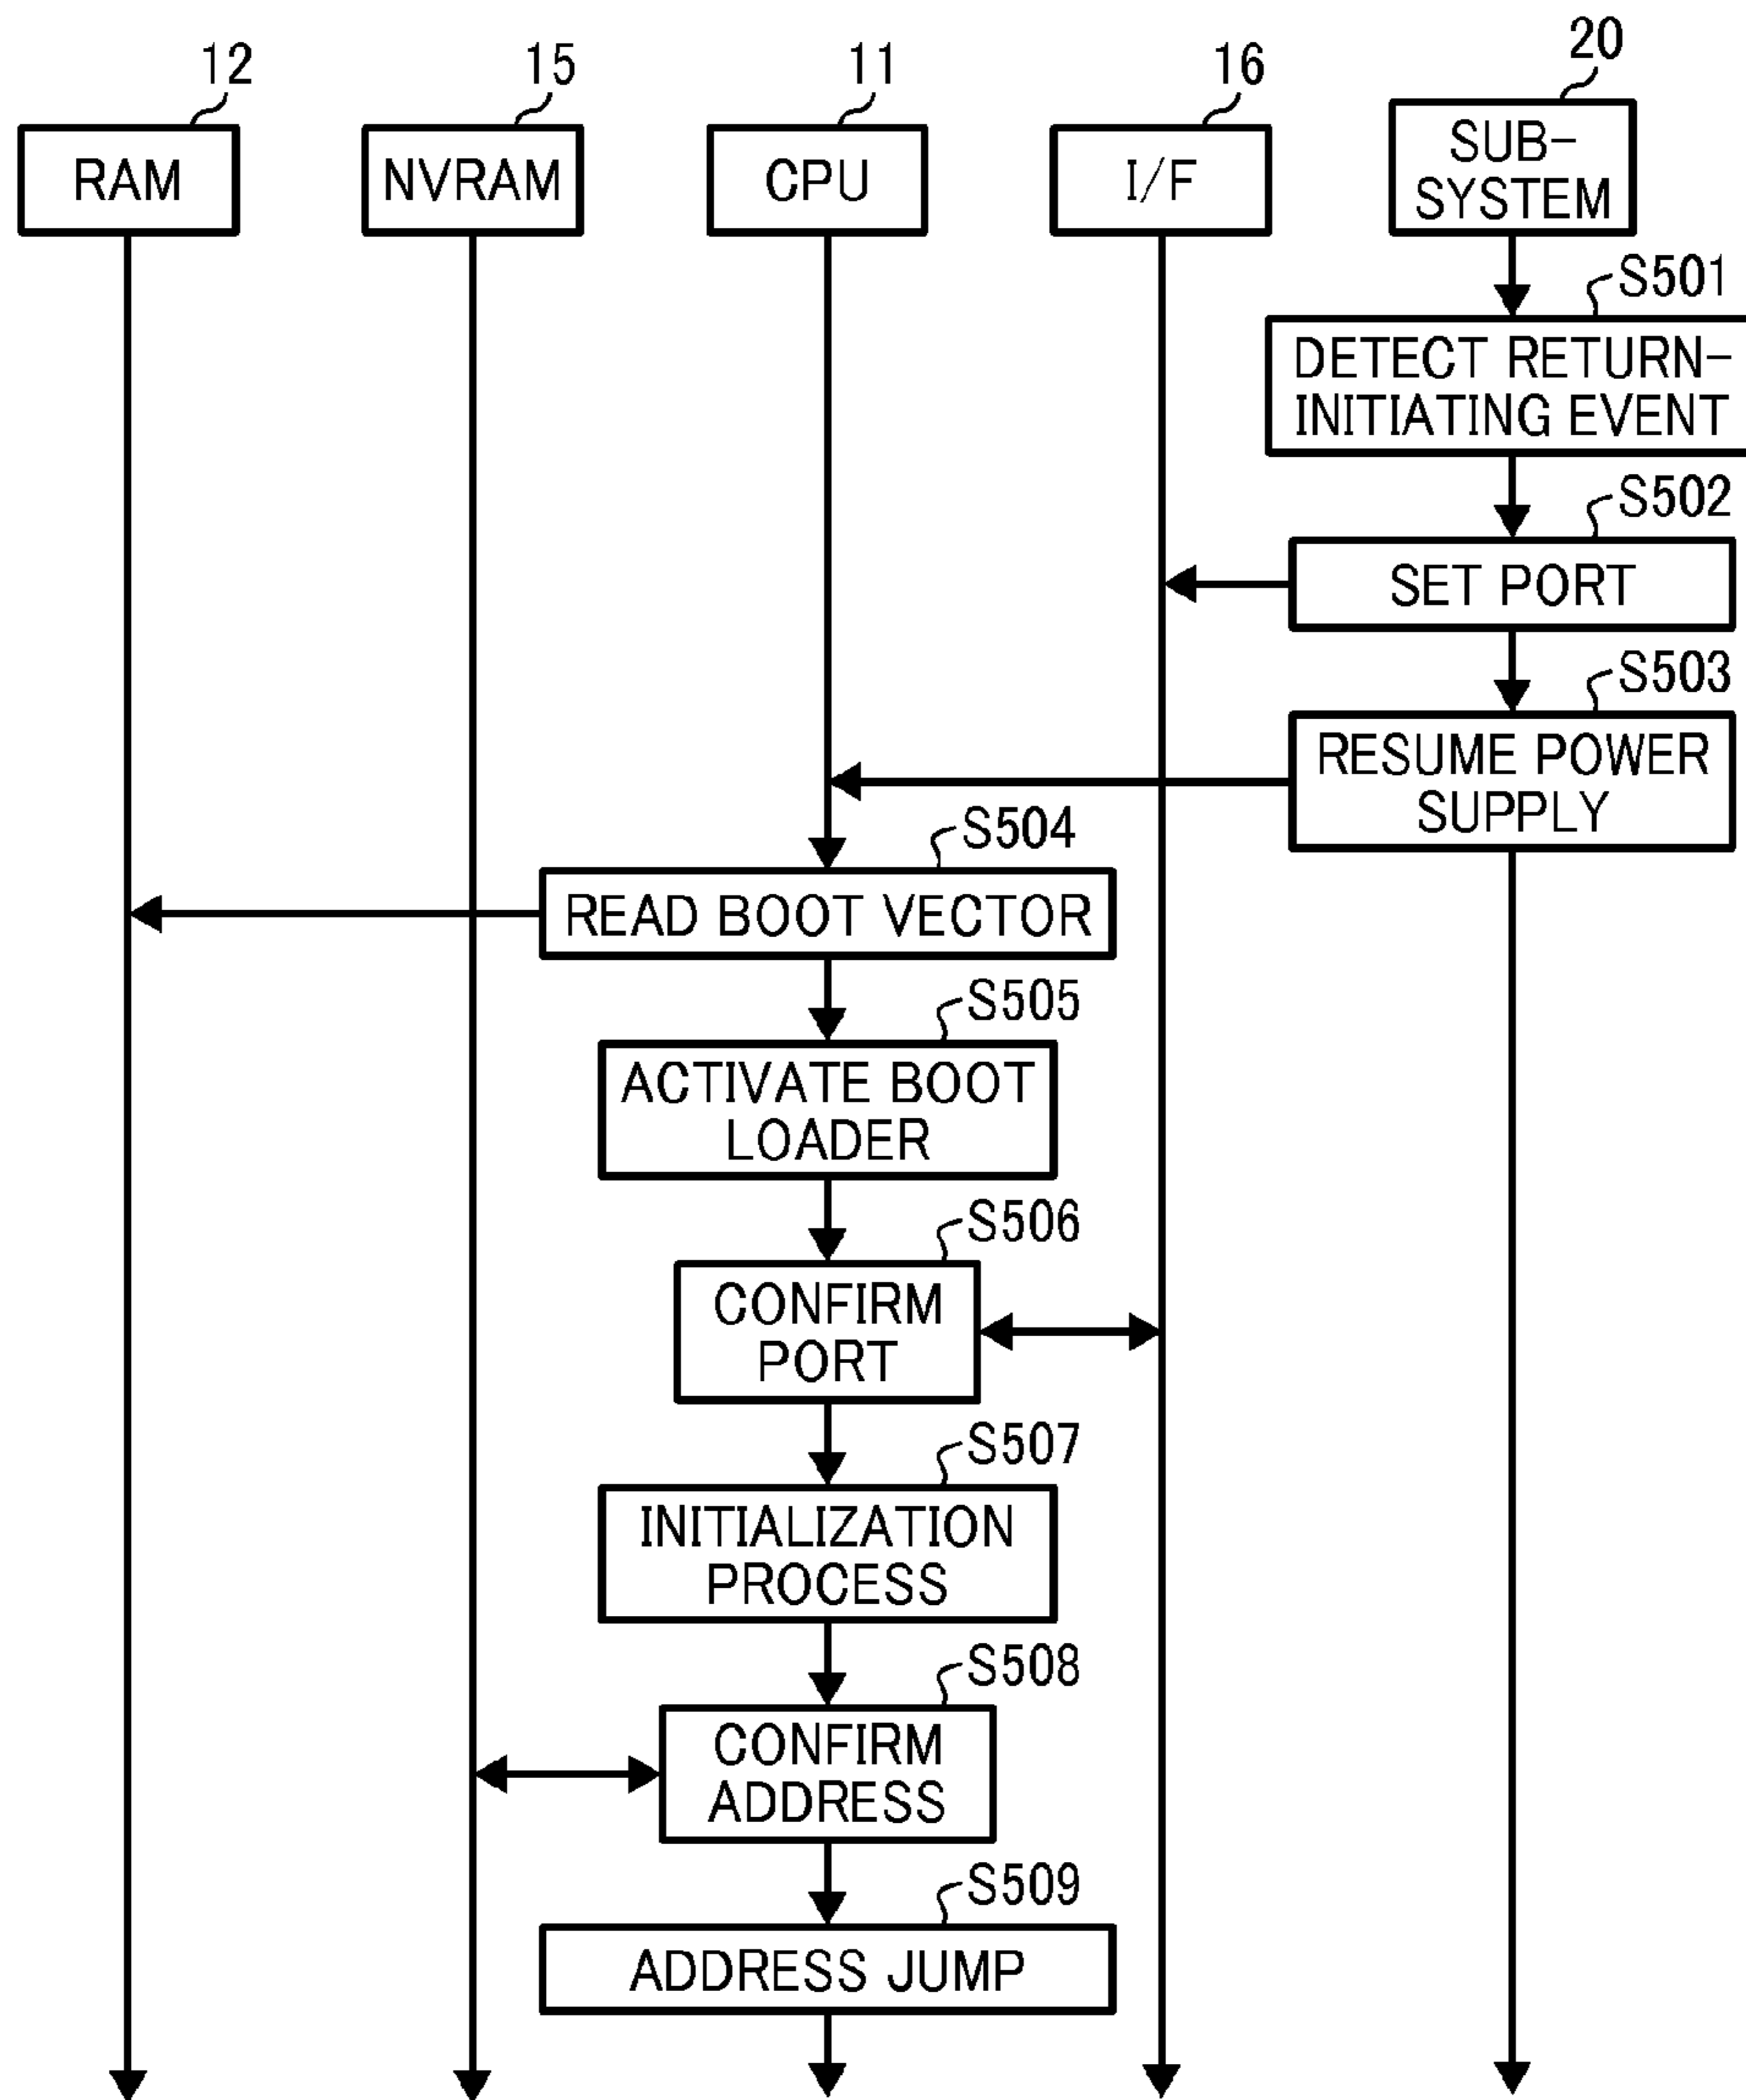 12
15
11
16
20
RAM
NVRAM
CPU
I/F
SUB-
SYSTEM
S501
DETECT RETURN-
INITIATING EVENT
S502
SET PORT
S503
RESUME POWER
SUPPLY
S504
READ BOOT VECTOR
S505
ACTIVATE BOOT
LOADER
S506
CONFIRM
PORT
S507
INITIALIZATION
PROCESS
S508
CONFIRM
ADDRESS
S509
ADDRESS JUMP